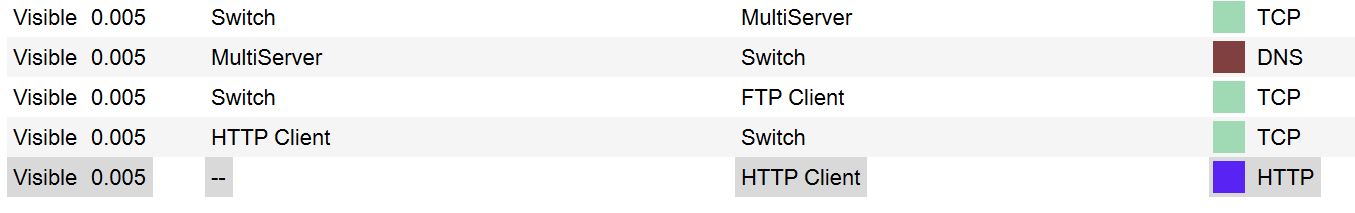 Visible 0.005 Switch MultiServer TCP
Visible 0.005 MultiServer Switch DNS
Visible 0.005 Switch FTP Client TCP
Visible 0.005 HTTP Client Switch TCP
Visible 0.005 -- HTTP Client HTTP